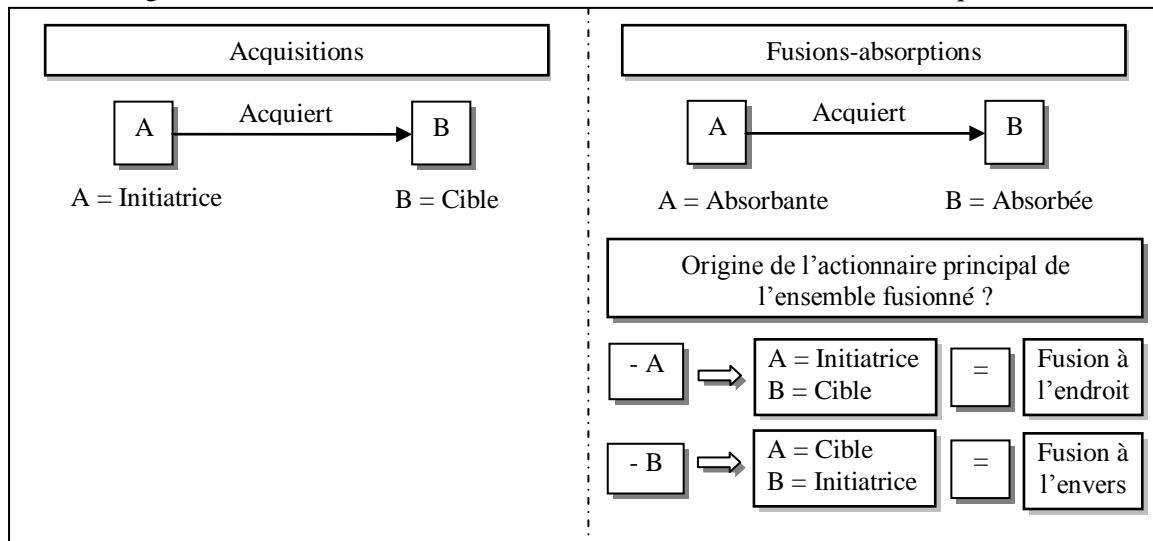 Acquisitions
A
Acquiert
B
A = Initiatrice
B = Cible
Fusions-absorptions
A
Acquiert
B
A = Absorbante
B = Absorbée
Origine de l'actionnaire principal de
l'ensemble fusionné ?
- A
A = Initiatrice
B = Cible
=
Fusion à
l'endroit
- B
A = Cible
B = Initiatrice
=
Fusion à
l'envers